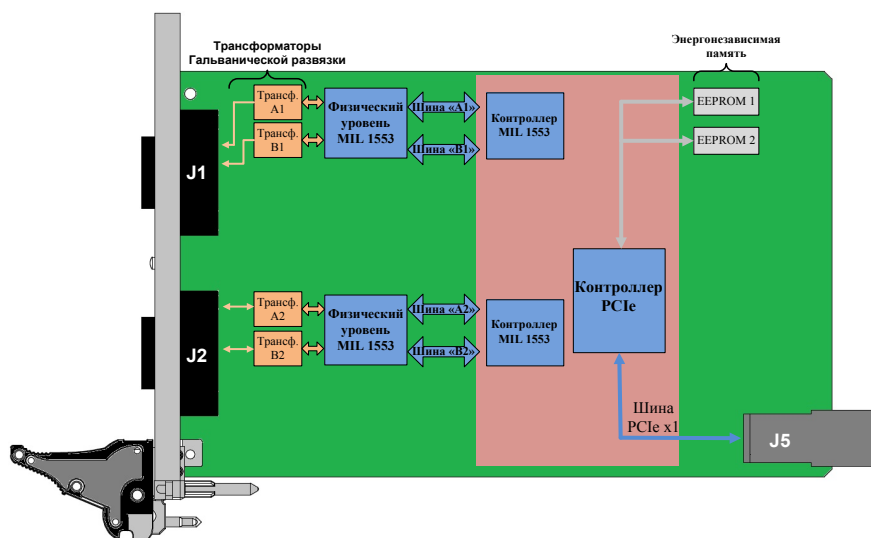 Трансформаторы
Гальванической развязки
Энергонезависимая
память
Трансф.
A1
Трансф.
B1
Физический
уровень
MIL 1553
Шина «A1»
Шина «B1»
Контроллер
MIL 1553
EEPROM 1
EEPROM 2
J1
Контроллер
PCIe
Трансф.
A2
Трансф.
B2
Физический
уровень
MIL 1553
Шина «A2»
Шина «B2»
Контроллер
MIL 1553
J2
Шина
PCIe x1
J5